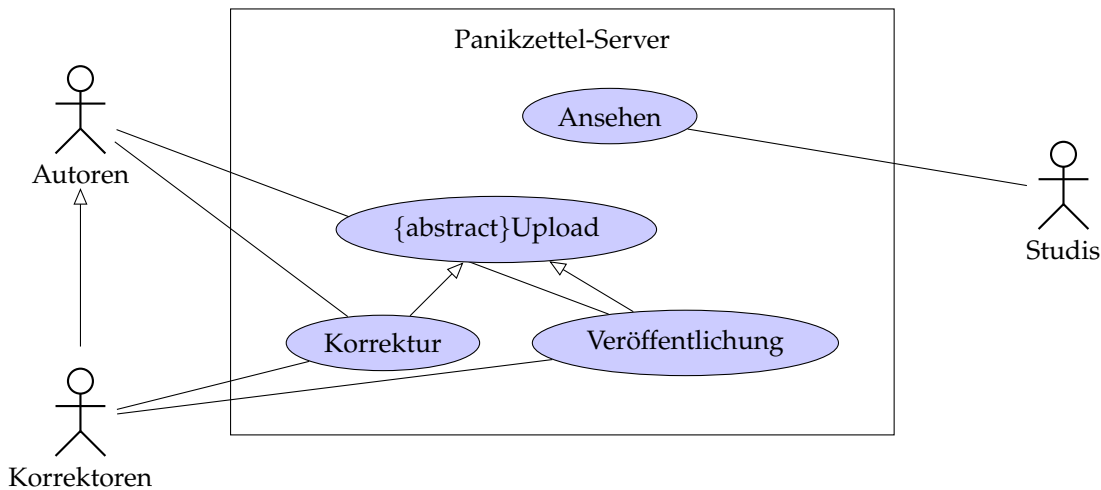 Panikzettel-Server
Ansehen
Autoren
{abstract}Upload
Studis
Korrektur
Veröffentlichung
Korrektoren